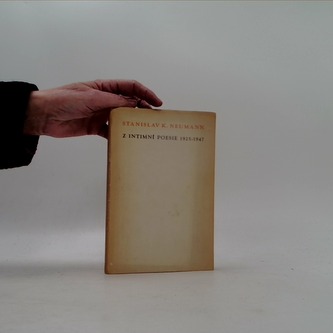 STANISLAV K. NEUMANN
Z INTIMNÍ POESIE 1925-1947